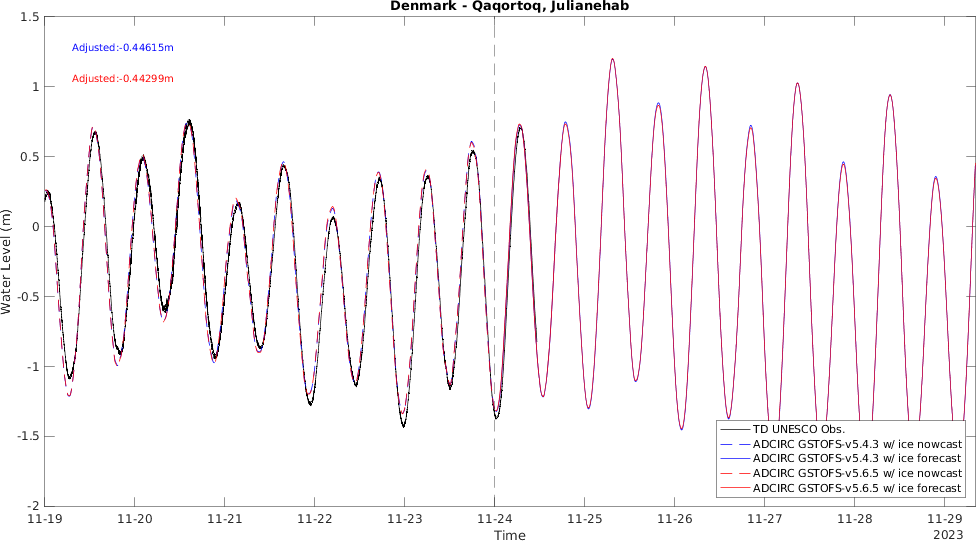 Denmark - Qaqortoq, Julianehab
1.5
1
0.5
0
-0.5
-1
-1.5
-2
Water Level (m)
Adjusted:-0.44615m
Adjusted:-0.44299m
TD UNESCO Obs.
ADCIRC GSTOFS-v5.4.3 w/ ice nowcast
ADCIRC GSTOFS-v5.4.3 w/ ice forecast
ADCIRC GSTOFS-v5.6.5 w/ ice nowcast
ADCIRC GSTOFS-v5.6.5 w/ ice forecast
11-19 11-20 11-21 11-22 11-23 11-24 11-25 11-26 11-27 11-28 11-29
Time 2023